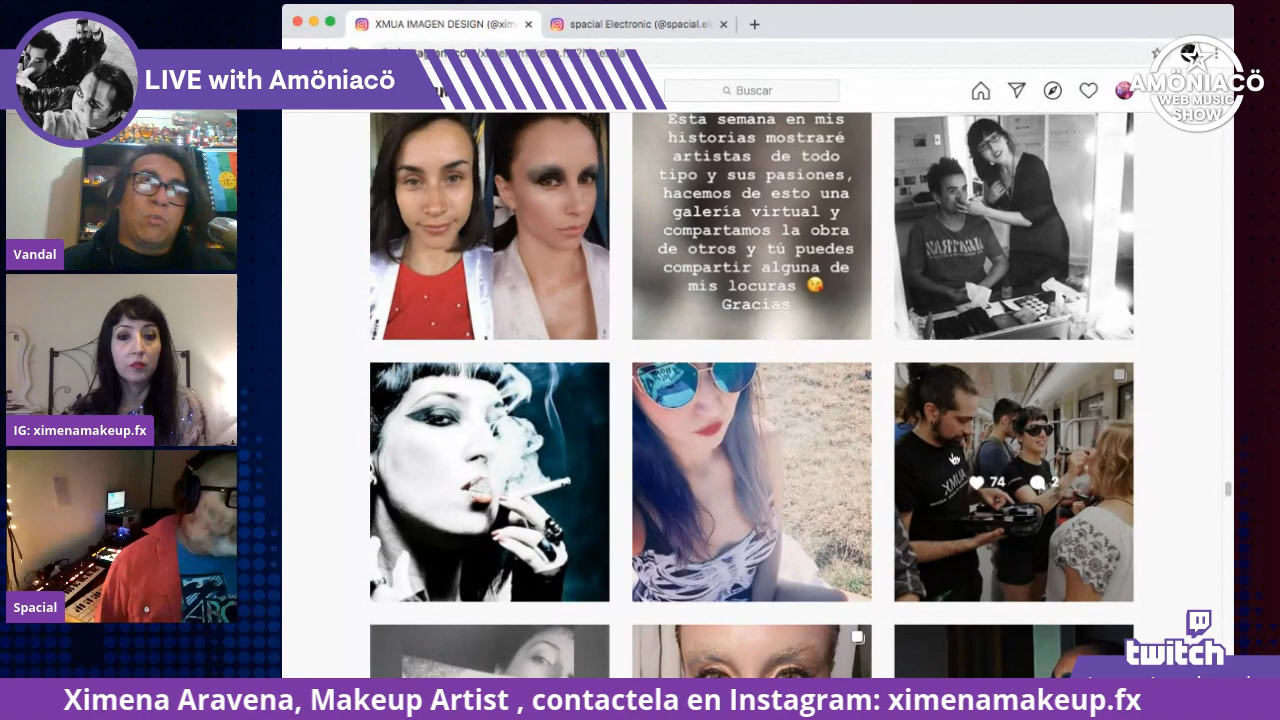 XMUA IMAGEN DESIGN (@xim
spacial Electronic (@spacial.el
LIVE with Amöniacö
Buscar
AMÖNIACÖ
WEB MUSIC
SHOW
Esta semana en mis
historias mostraré
artistas de todo
tipo y sus pasiones,
hacemos de esto una
galería virtual y
compartamos la obra
de otros y tú puedes
compartir alguna de
mis locuras 😘
Gracias
Vandal
IG: ximenamakeup.fx
XMUA
74
2
Spacial
twitch
Ximena Aravena, Makeup Artist , contactela en Instagram: ximenamakeup.fx